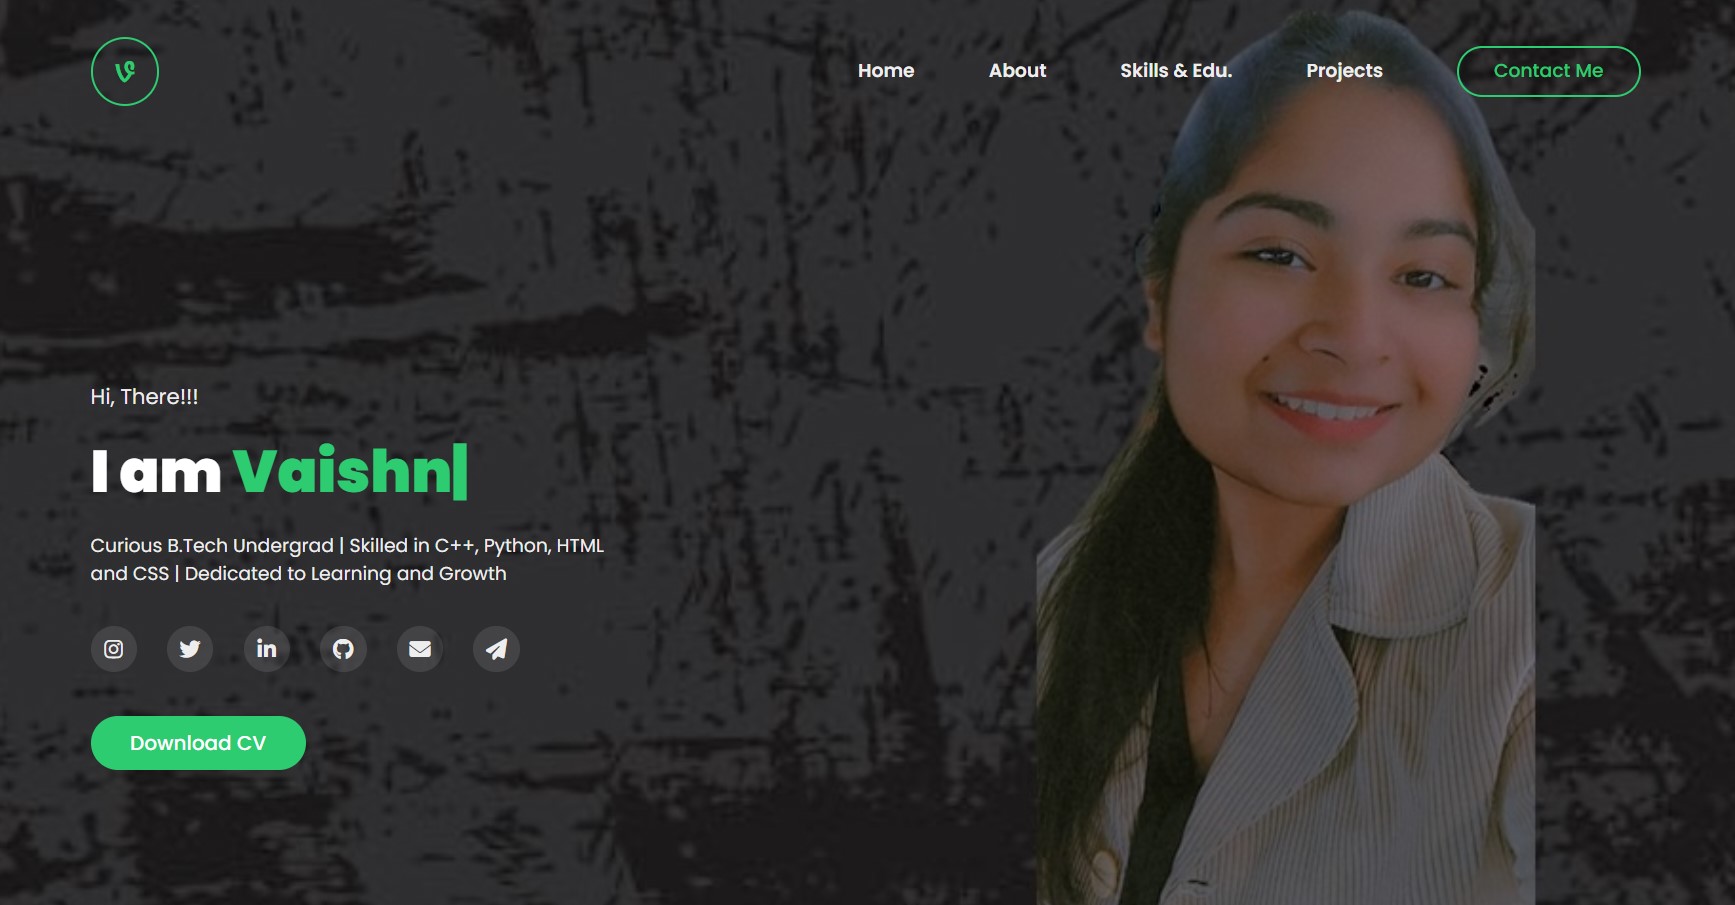 Home About Skills & Edu. Projects Contact Me
Hi, There!!!
I am Vaishn
Curious B.Tech Undergrad | Skilled in C++, Python, HTML
and CSS | Dedicated to Learning and Growth
in
Download CV